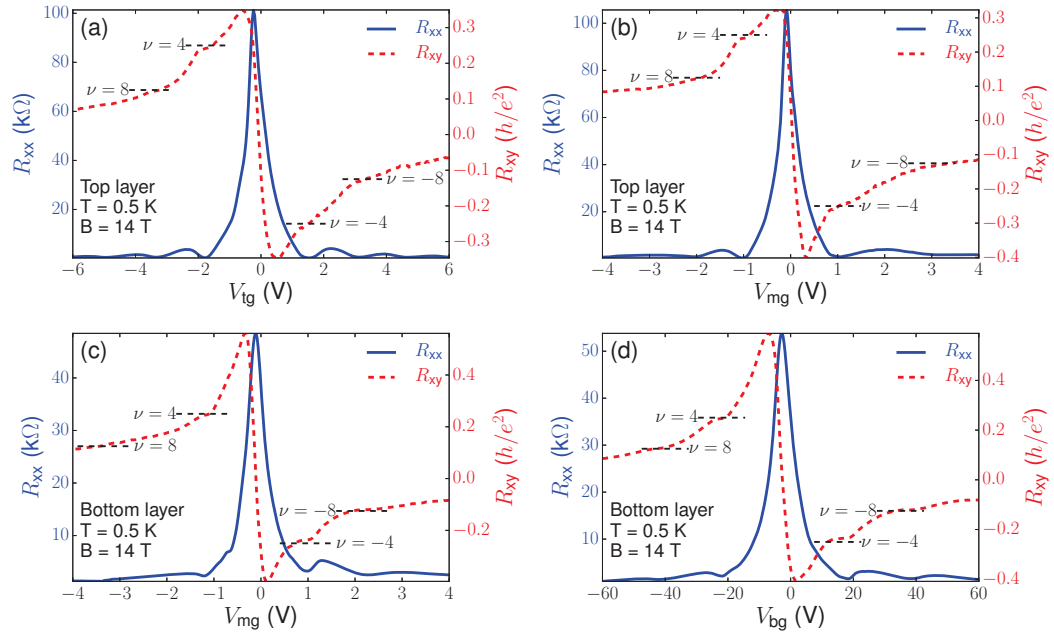 (a)
R_xx
R_xy
ν = 4
ν = 8
ν = −8
ν = −4
Top layer
T = 0.5 K
B = 14 T
100
80
60
40
20
R_xx (kΩ)
0.3
0.2
0.1
0.0
−0.1
−0.2
−0.3
R_xy (h/e²)
−6 −4 −2 0 2 4 6
V_tg (V)
(b)
R_xx
R_xy
ν = 4
ν = 8
ν = −8
ν = −4
Top layer
T = 0.5 K
B = 14 T
100
80
60
40
20
R_xx (kΩ)
0.3
0.2
0.1
0.0
−0.1
−0.2
−0.3
−0.4
R_xy (h/e²)
−4 −3 −2 −1 0 1 2 3 4
V_mg (V)
(c)
R_xx
R_xy
ν = 4
ν = 8
ν = −8
ν = −4
Bottom layer
T = 0.5 K
B = 14 T
40
30
20
10
R_xx (kΩ)
0.4
0.2
0.0
−0.2
R_xy (h/e²)
−4 −3 −2 −1 0 1 2 3 4
V_mg (V)
(d)
R_xx
R_xy
ν = 4
ν = 8
ν = −8
ν = −4
Bottom layer
T = 0.5 K
B = 14 T
50
40
30
20
10
R_xx (kΩ)
0.4
0.2
0.0
−0.2
−0.4
R_xy (h/e²)
−60 −40 −20 0 20 40 60
V_bg (V)